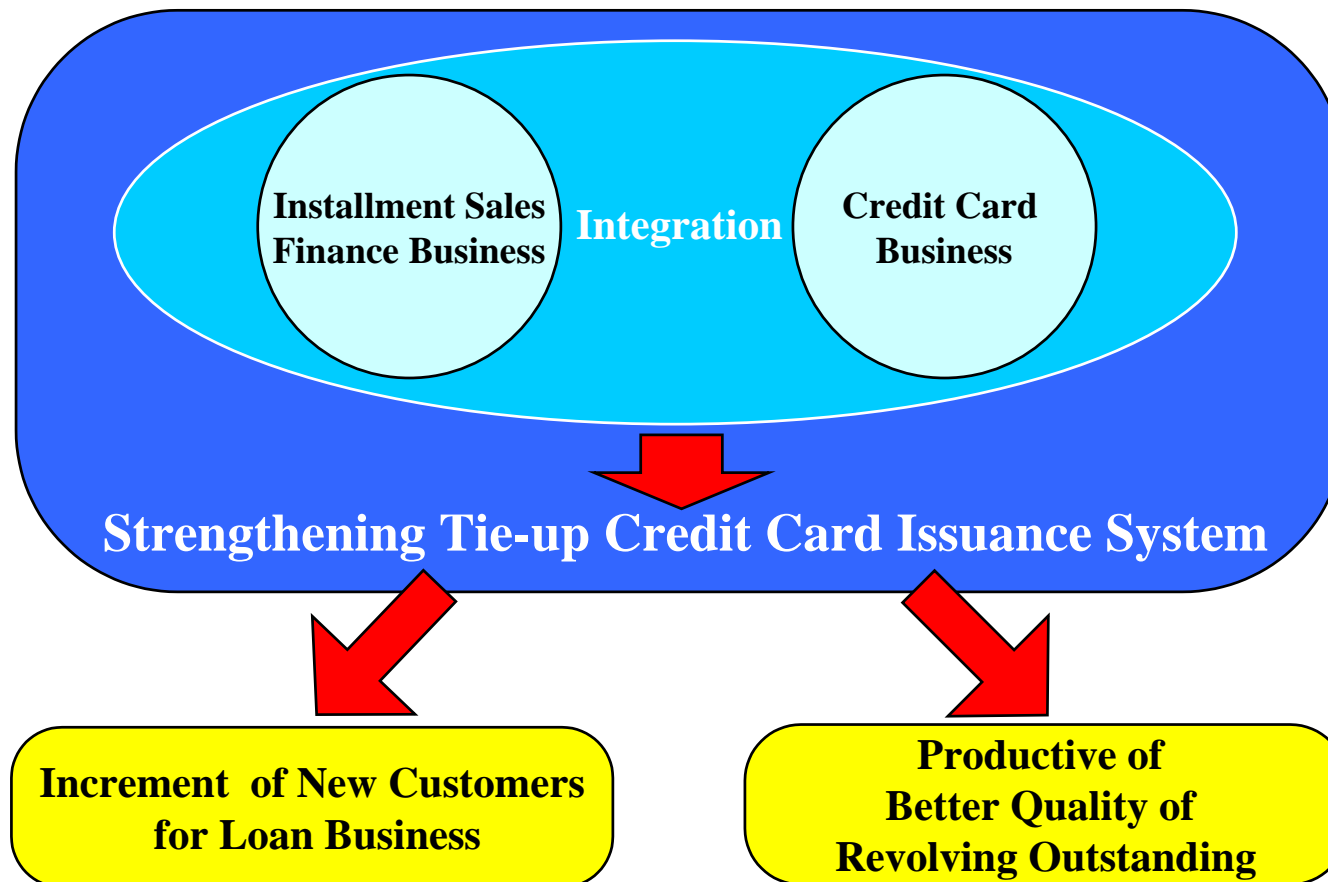 Installment Sales
Finance Business
Integration
Credit Card
Business
Strengthening Tie-up Credit Card Issuance System
Increment of New Customers
for Loan Business
Productive of
Better Quality of
Revolving Outstanding